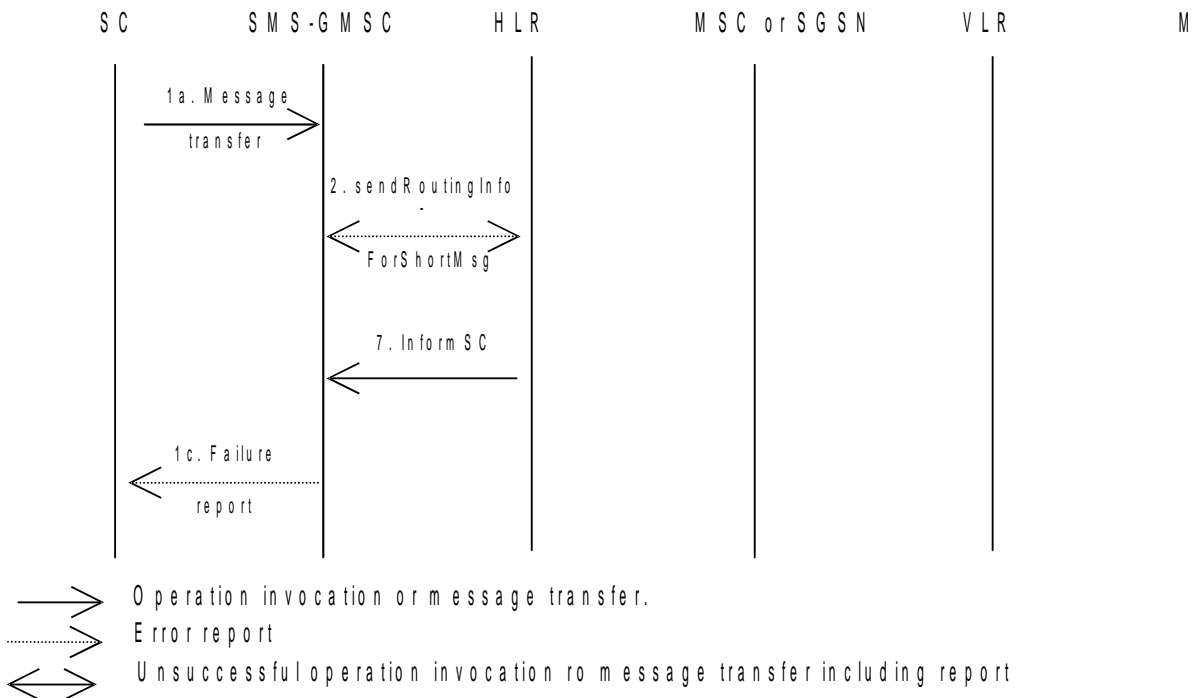 SC SMS-GMSC HLR MSC or SGSN VLR M
1a. Message
transfer
2. sendRoutingInfo
-
ForShortMsg
7. Inform SC
1c. Failure
report
Operation invocation or message transfer.
Error report
Unsuccessful operation invocation ro message transfer including report